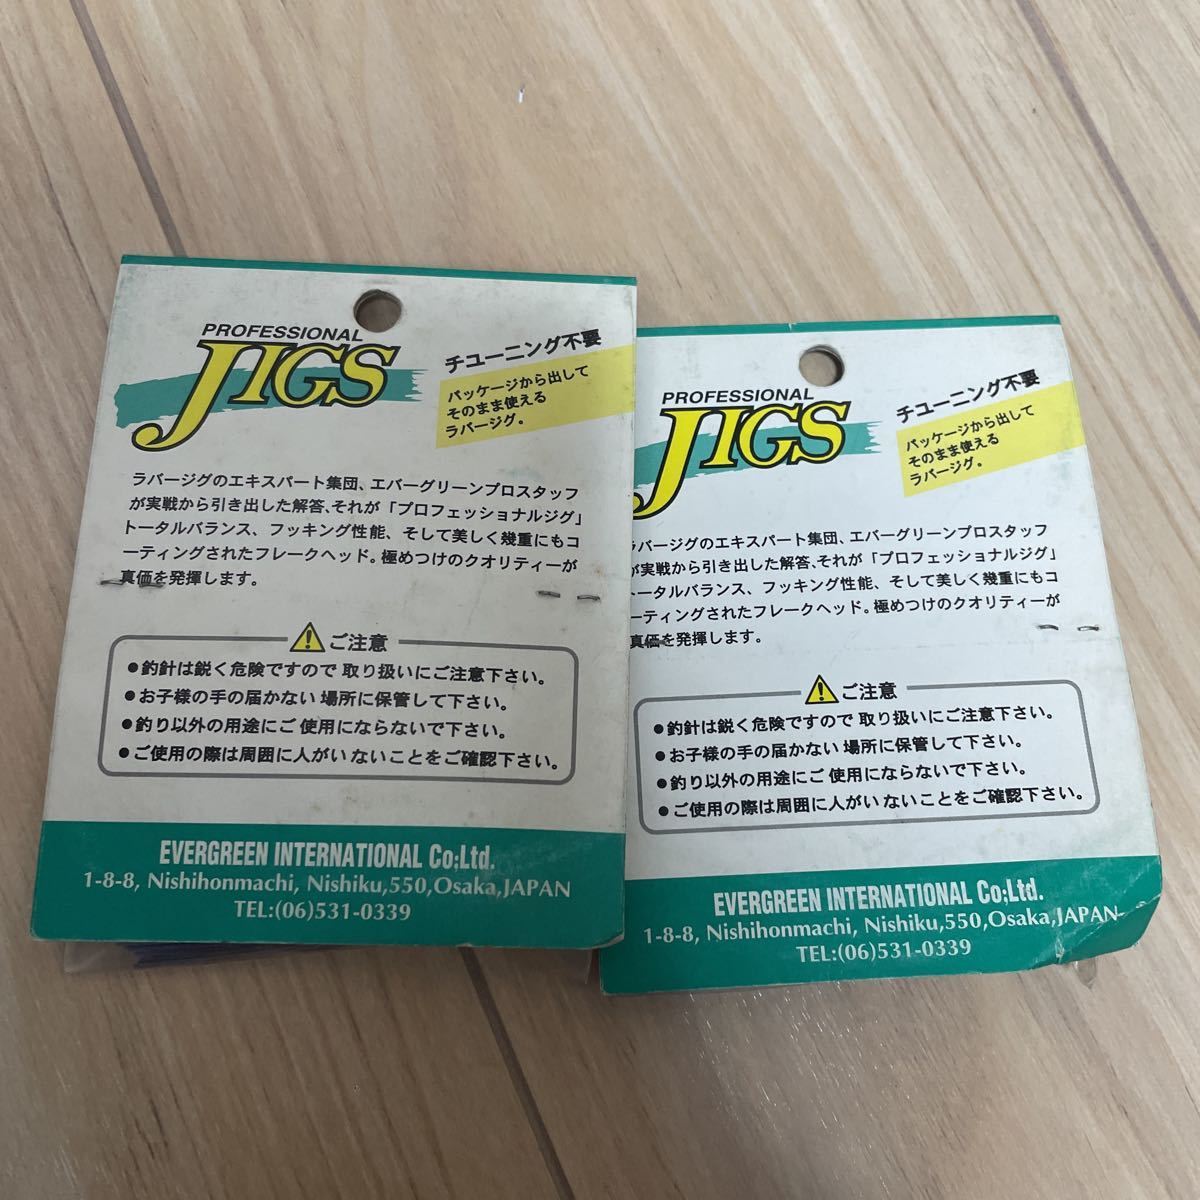 PROFESSIONAL
JIGS
チューニング不要
パッケージから出して
そのまま使える
ラバージグ。
ラバージグのエキスパート集団、エバーグリーンプロスタッフ
が実戦から引き出した解答、それが「プロフェッショナルジグ」
トータルバランス、フッキング性能、そして美しく幾重にもコ
ーティングされたフレークヘッド。極めつけのクオリティーが
真価を発揮します。
ご注意
●釣針は鋭く危険ですので 取り扱いにご注意下さい。
●お子様の手の届かない 場所に保管して下さい。
●釣り以外の用途にご 使用にならないで下さい。
●ご使用の際は周囲に人がい ないことをご確認下さい。
EVERGREEN INTERNATIONAL Co;Ltd.
1-8-8, Nishihonmachi, Nishiku,550,Osaka,JAPAN
TEL:(06)531-0339
PROFESSIONAL
JIGS
チューニング不要
パッケージから出して
そのまま使える
ラバージグ。
ラバージグのエキスパート集団、エバーグリーンプロスタッフ
が実戦から引き出した解答、それが「プロフェッショナルジグ」
トータルバランス、フッキング性能、そして美しく幾重にもコ
ーティングされたフレークヘッド。極めつけのクオリティーが
真価を発揮します。
ご注意
●釣針は鋭く危険ですので 取り扱いにご注意下さい。
●お子様の手の届かない 場所に保管して下さい。
●釣り以外の用途にご 使用にならないで下さい。
●ご使用の際は周囲に人がい ないことをご確認下さい。
EVERGREEN INTERNATIONAL Co;Ltd.
1-8-8, Nishihonmachi, Nishiku,550,Osaka,JAPAN
TEL:(06)531-0339